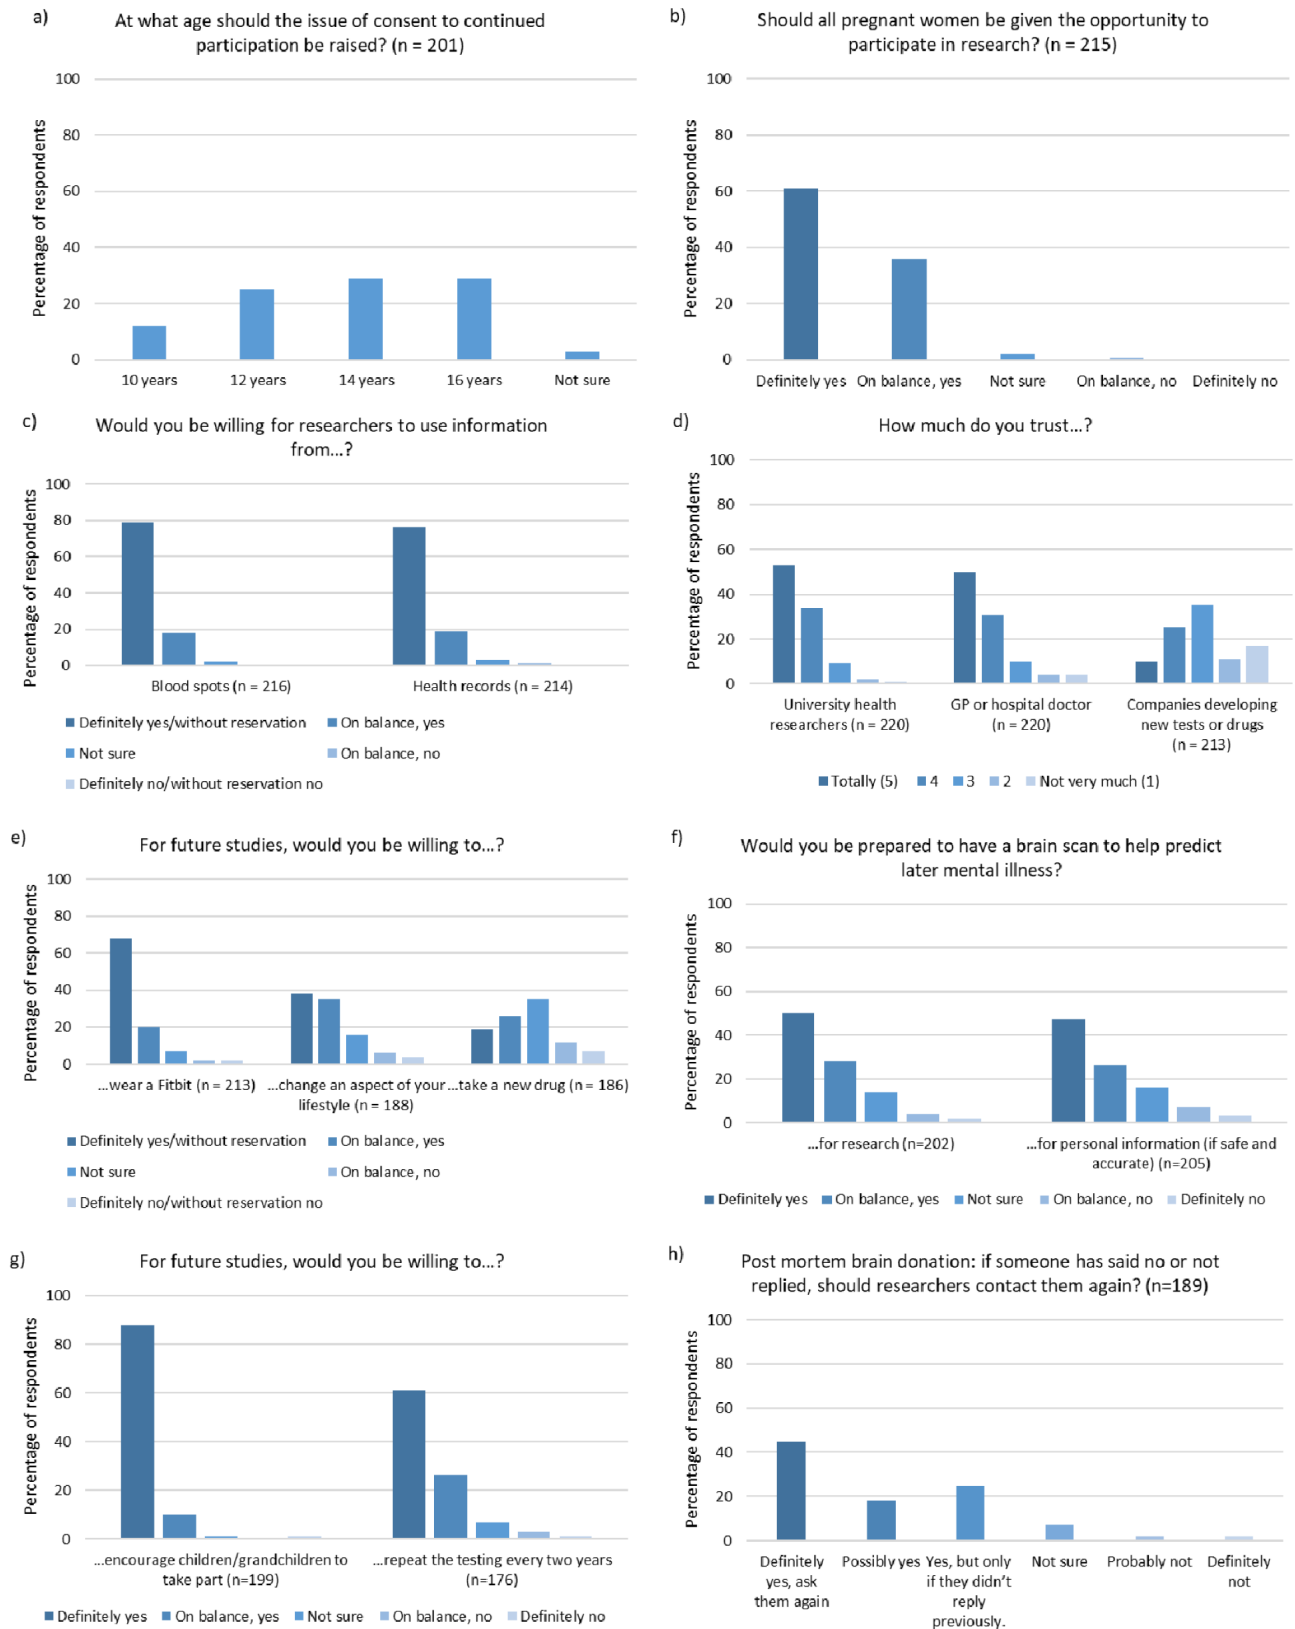 a)
At what age should the issue of consent to continued
participation be raised? (n = 201)
Percentage of respondents
100
80
60
40
20
0
10 years 12 years 14 years 16 years Not sure
b)
Should all pregnant women be given the opportunity to
participate in research? (n = 215)
Percentage of respondents
100
80
60
40
20
0
Definitely yes On balance, yes Not sure On balance, no Definitely no
c)
Would you be willing for researchers to use information
from...?
Percentage of respondents
100
80
60
40
20
0
Blood spots (n = 216) Health records (n = 214)
Definitely yes/without reservation On balance, yes
Not sure On balance, no
Definitely no/without reservation no
d)
How much do you trust...?
Percentage of respondents
100
80
60
40
20
0
University health GP or hospital doctor Companies developing
researchers (n = 220) (n = 220) new tests or drugs
(n = 213)
Totally (5) 4 3 2 Not very much (1)
e)
For future studies, would you be willing to...?
Percentage of respondents
100
80
60
40
20
0
...wear a Fitbit (n = 213) ...change an aspect of your ...take a new drug (n = 186)
lifestyle (n = 188)
Definitely yes/without reservation On balance, yes
Not sure On balance, no
Definitely no/without reservation no
f)
Would you be prepared to have a brain scan to help predict
later mental illness?
Percentage of respondents
100
80
60
40
20
0
...for research (n=202) ...for personal information (if safe and
accurate) (n=205)
Definitely yes On balance, yes Not sure On balance, no Definitely no
g)
For future studies, would you be willing to...?
Percentage of respondents
100
80
60
40
20
0
...encourage children/grandchildren to ...repeat the testing every two years
take part (n=199) (n=176)
Definitely yes On balance, yes Not sure On balance, no Definitely no
h)
Post mortem brain donation: if someone has said no or not
replied, should researchers contact them again? (n=189)
Percentage of respondents
100
80
60
40
20
0
Definitely Possibly yes Yes, but only Not sure Probably not Definitely
yes, ask if they didn't not
them again reply
previously.